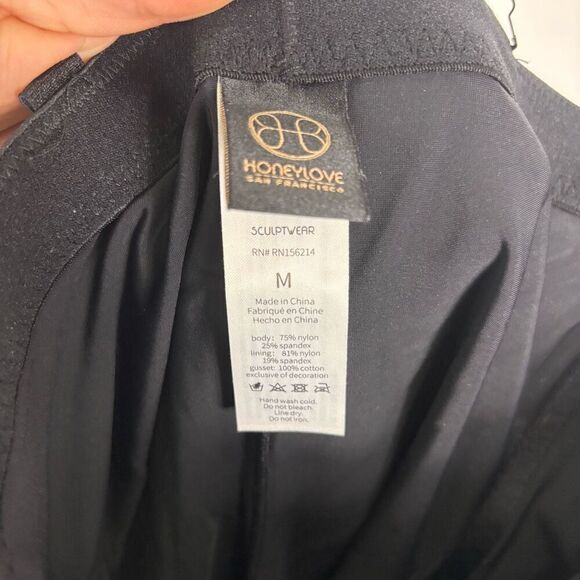 HONEYLOVE
SAN FRANCISCO
SCULPTWEAR
RN# RN156214
M
Made in China
Fabriqué en Chine
Hecho en China
body: 75% nylon
25% spandex
lining: 81% nylon
19% spandex
gusset: 100% cotton
exclusive of decoration
Hand wash cold.
Do not bleach.
Line dry.
Do not iron.